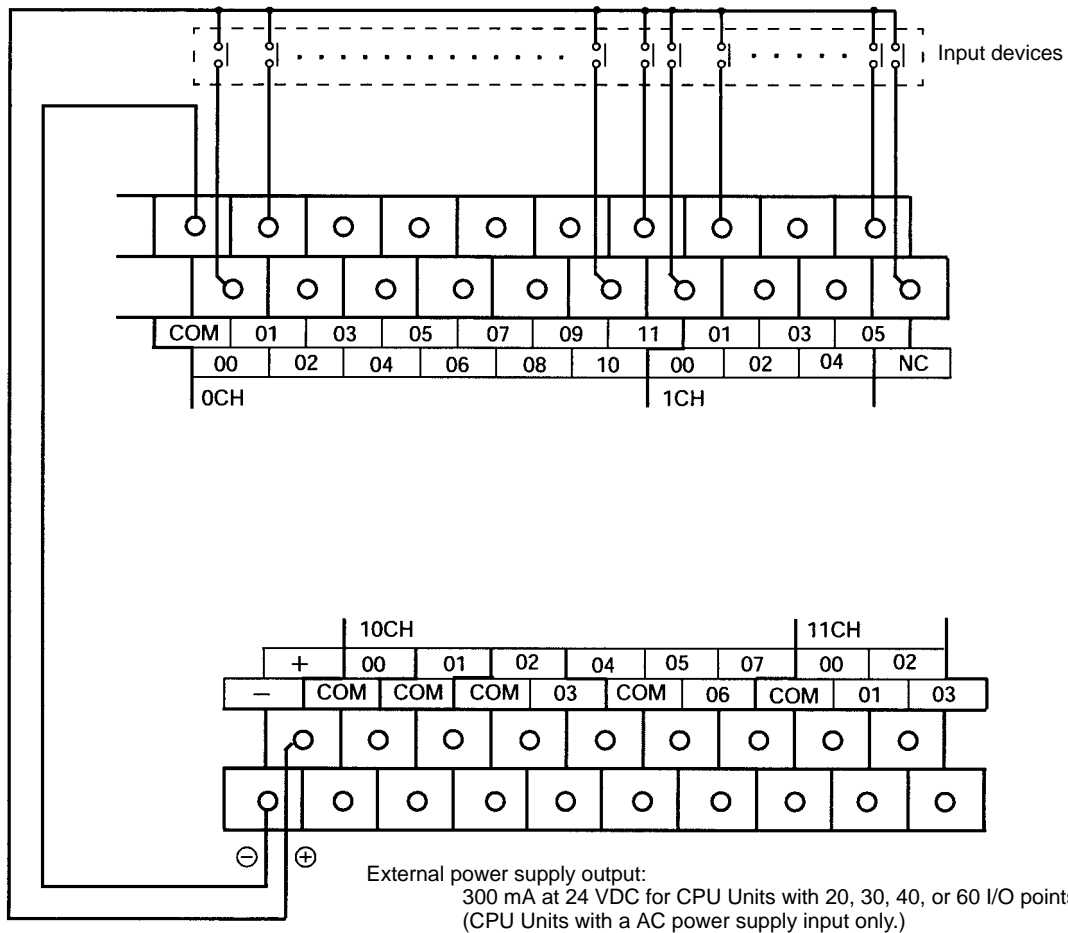 Input devices
COM 01 03 05 07 09 11 01 03 05
00 02 04 06 08 10 00 02 04 NC
0CH 1CH
10CH 11CH
+ 00 01 02 04 05 07 00 02
− COM COM COM 03 COM 06 COM 01 03
⊖ ⊕
External power supply output:
300 mA at 24 VDC for CPU Units with 20, 30, 40, or 60 I/O points
(CPU Units with a AC power supply input only.)